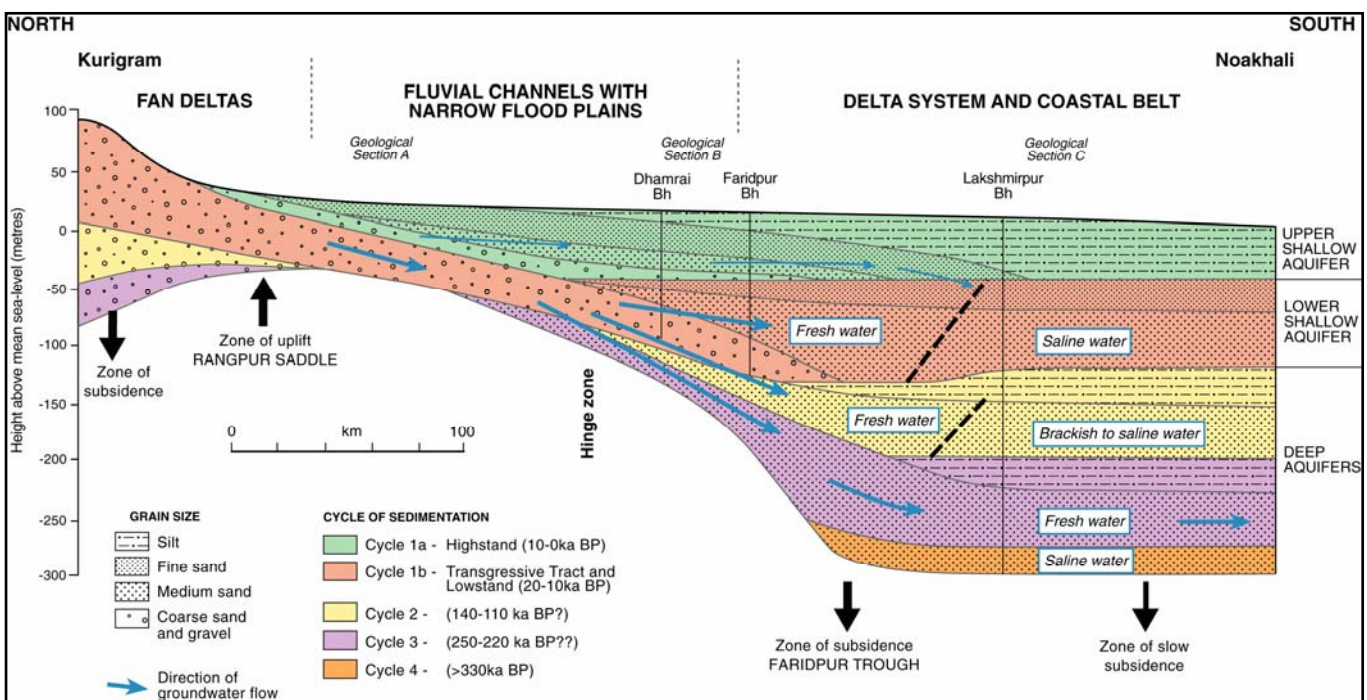 NORTH
SOUTH
Kurigram
Noakhali
FAN DELTAS
FLUVIAL CHANNELS WITH
NARROW FLOOD PLAINS
DELTA SYSTEM AND COASTAL BELT
Geological
Section A
Geological
Section B
Geological
Section C
Dhamrai
Bh
Faridpur
Bh
Lakshmirpur
Bh
Height above mean sea-level (metres)
100
50
0
-50
-100
-150
-200
-250
-300
UPPER
SHALLOW
AQUIFER
LOWER
SHALLOW
AQUIFER
DEEP
AQUIFERS
Zone of
subsidence
Zone of uplift
RANGPUR SADDLE
Hinge zone
0 km 100
Fresh water
Saline water
Fresh water
Brackish to saline water
Fresh water
Saline water
Zone of subsidence
FARIDPUR TROUGH
Zone of slow
subsidence
GRAIN SIZE
Silt
Fine sand
Medium sand
Coarse sand
and gravel
Direction of
groundwater flow
CYCLE OF SEDIMENTATION
Cycle 1a - Highstand (10-0ka BP)
Cycle 1b - Transgressive Tract and
Lowstand (20-10ka BP)
Cycle 2 - (140-110 ka BP?)
Cycle 3 - (250-220 ka BP??)
Cycle 4 - (>330ka BP)